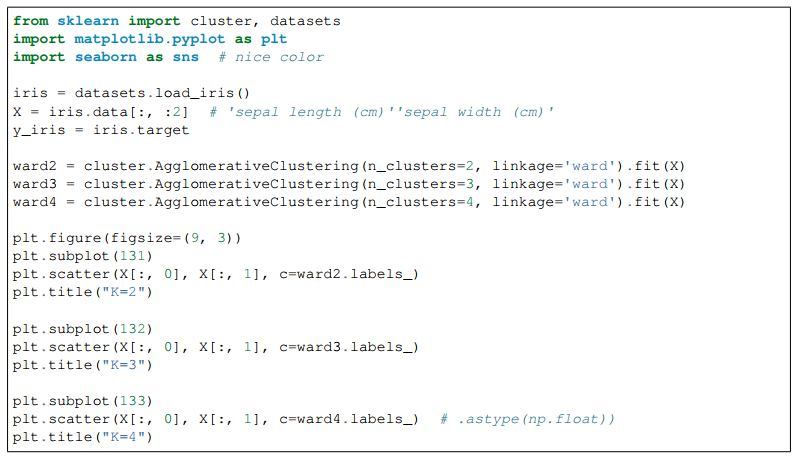 from sklearn import cluster, datasets
import matplotlib.pyplot as plt
import seaborn as sns  # nice color
iris = datasets.load_iris()
X = iris.data[:, :2]  # 'sepal length (cm)''sepal width (cm)'
y_iris = iris.target
ward2 = cluster.AgglomerativeClustering(n_clusters=2, linkage='ward').fit(X)
ward3 = cluster.AgglomerativeClustering(n_clusters=3, linkage='ward').fit(X)
ward4 = cluster.AgglomerativeClustering(n_clusters=4, linkage='ward').fit(X)
plt.figure(figsize=(9, 3))
plt.subplot(131)
plt.scatter(X[:, 0], X[:, 1], c=ward2.labels_)
plt.title("K=2")
plt.subplot(132)
plt.scatter(X[:, 0], X[:, 1], c=ward3.labels_)
plt.title("K=3")
plt.subplot(133)
plt.scatter(X[:, 0], X[:, 1], c=ward4.labels_)  # .astype(np.float))
plt.title("K=4")